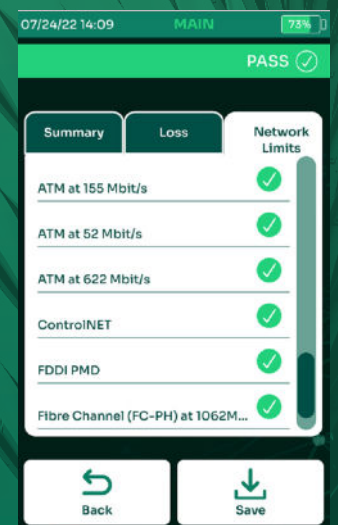 07/24/22 14:09 MAIN 73%
PASS
Summary Loss Network
Limits
ATM at 155 Mbit/s
ATM at 52 Mbit/s
ATM at 622 Mbit/s
ControlNET
FDDI PMD
Fibre Channel (FC-PH) at 1062M...
Back Save